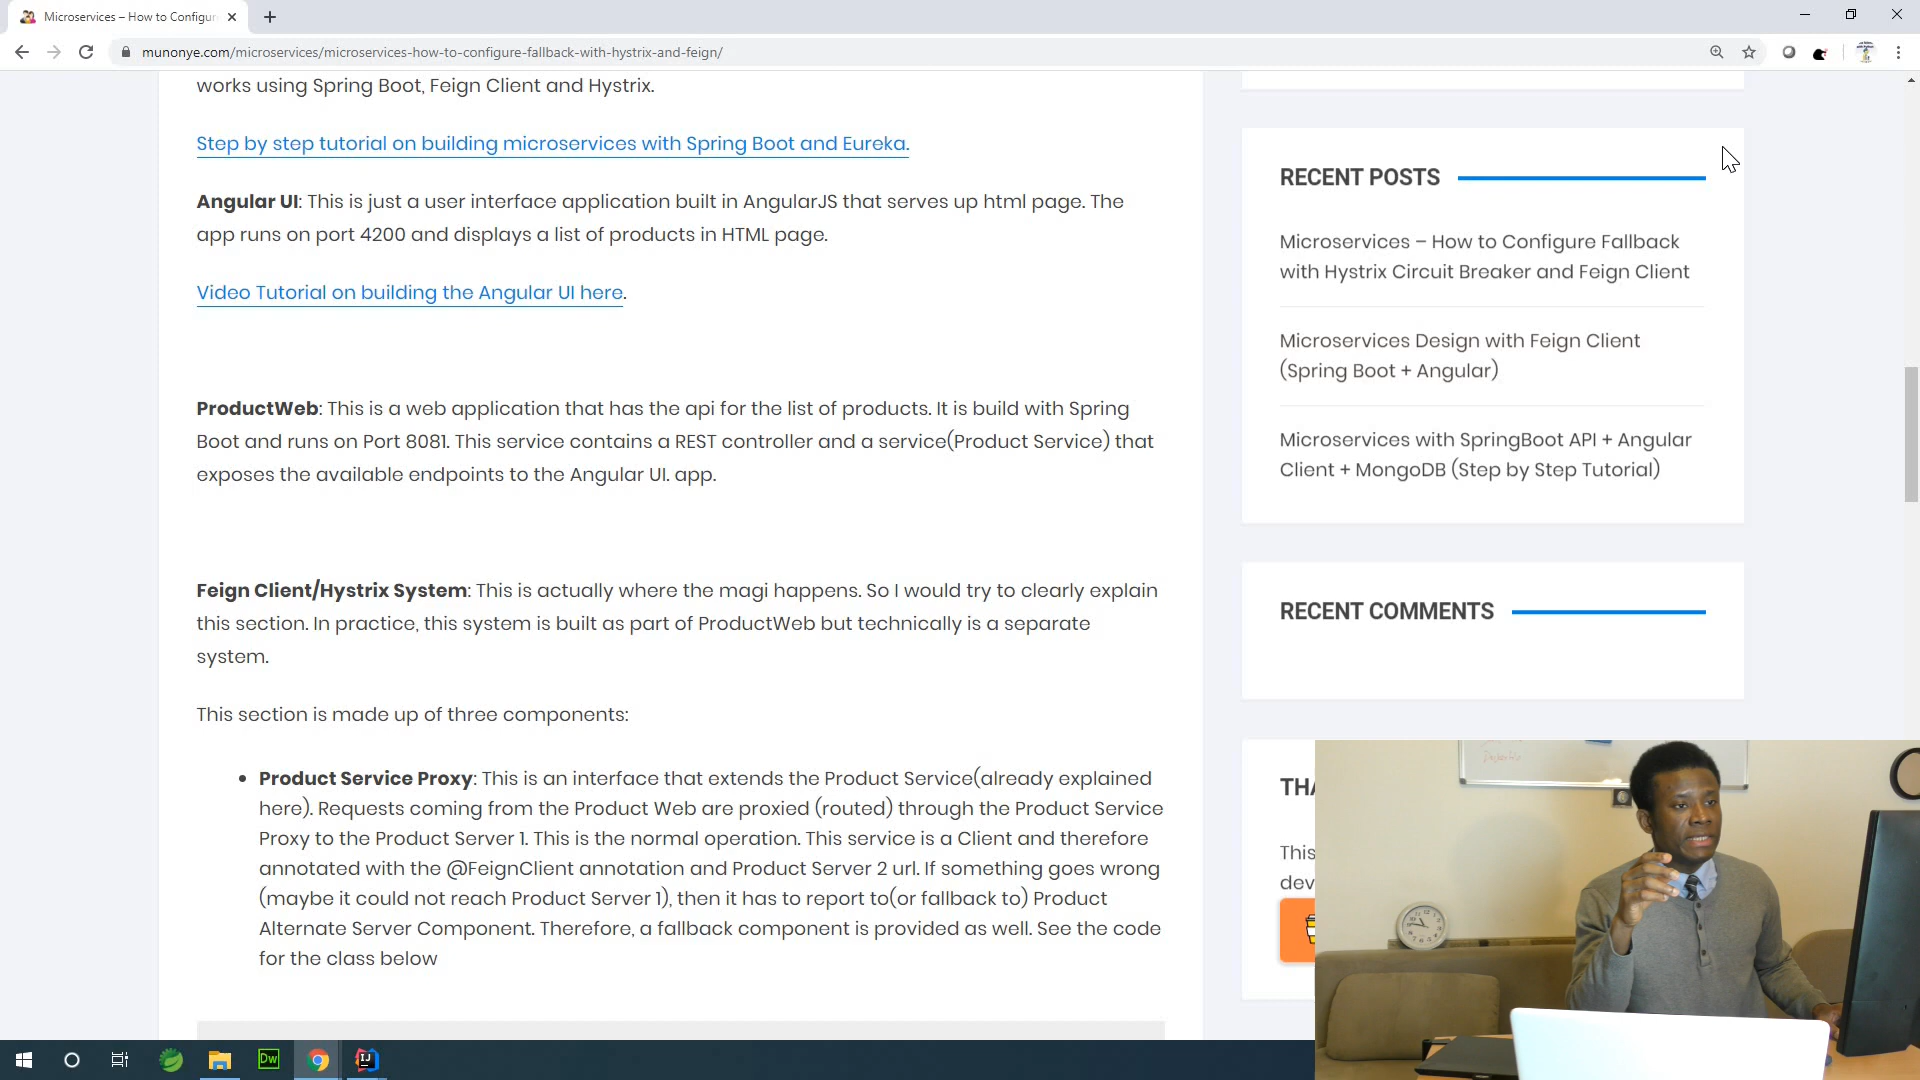 Microservices – How to Configur
munonye.com/microservices/microservices-how-to-configure-fallback-with-hystrix-and-feign/
works using Spring Boot, Feign Client and Hystrix.
Step by step tutorial on building microservices with Spring Boot and Eureka.
Angular UI: This is just a user interface application built in AngularJS that serves up html page. The
app runs on port 4200 and displays a list of products in HTML page.
Video Tutorial on building the Angular UI here.
ProductWeb: This is a web application that has the api for the list of products. It is build with Spring
Boot and runs on Port 8081. This service contains a REST controller and a service(Product Service) that
exposes the available endpoints to the Angular UI. app.
Feign Client/Hystrix System: This is actually where the magi happens. So I would try to clearly explain
this section. In practice, this system is built as part of ProductWeb but technically is a separate
system.
This section is made up of three components:
Product Service Proxy: This is an interface that extends the Product Service(already explained
here). Requests coming from the Product Web are proxied (routed) through the Product Service
Proxy to the Product Server 1. This is the normal operation. This service is a Client and therefore
annotated with the @FeignClient annotation and Product Server 2 url. If something goes wrong
(maybe it could not reach Product Server 1), then it has to report to(or fallback to) Product
Alternate Server Component. Therefore, a fallback component is provided as well. See the code
for the class below
RECENT POSTS
Microservices – How to Configure Fallback
with Hystrix Circuit Breaker and Feign Client
Microservices Design with Feign Client
(Spring Boot + Angular)
Microservices with SpringBoot API + Angular
Client + MongoDB (Step by Step Tutorial)
RECENT COMMENTS
THA
This
dev
Dw
IJ